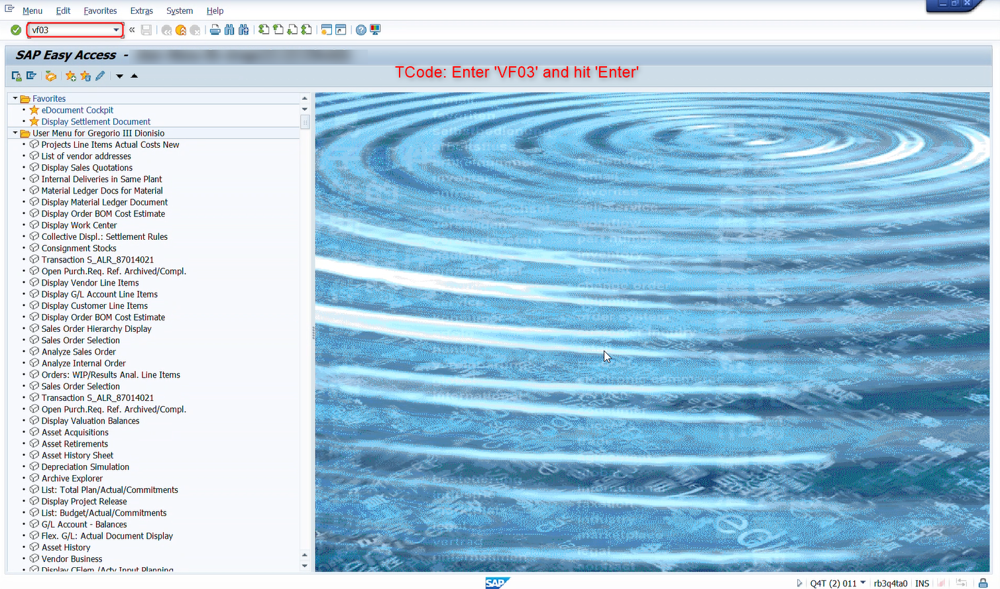 Menu Edit Favorites Extras System Help
vf03
SAP Easy Access -
TCode: Enter 'VF03' and hit 'Enter'
Favorites
eDocument Cockpit
Display Settlement Document
User Menu for Gregorio III Dionisio
Projects Line Items Actual Costs New
List of vendor addresses
Display Sales Quotations
Internal Deliveries in Same Plant
Material Ledger Docs for Material
Display Material Ledger Document
Display Order BOM Cost Estimate
Display Work Center
Collective Displ.: Settlement Rules
Consignment Stocks
Transaction S_ALR_87014021
Open Purch.Req. Ref. Archived/Compl.
Display Vendor Line Items
Display G/L Account Line Items
Display Customer Line Items
Display Order BOM Cost Estimate
Sales Order Hierarchy Display
Sales Order Selection
Analyze Sales Order
Analyze Internal Order
Orders: WIP/Results Anal. Line Items
Sales Order Selection
Transaction S_ALR_87014021
Open Purch.Req. Ref. Archived/Compl.
Display Valuation Balances
Asset Acquisitions
Asset Retirements
Asset History Sheet
Depreciation Simulation
Archive Explorer
List: Total Plan/Actual/Commitments
Display Project Release
List: Budget/Actual/Commitments
G/L Account - Balances
Flex. G/L: Actual Document Display
Asset History
Vendor Business
Display CElem./Acty Input Planning
SAP
Q4T (2) 011 rb3q4ta0 INS